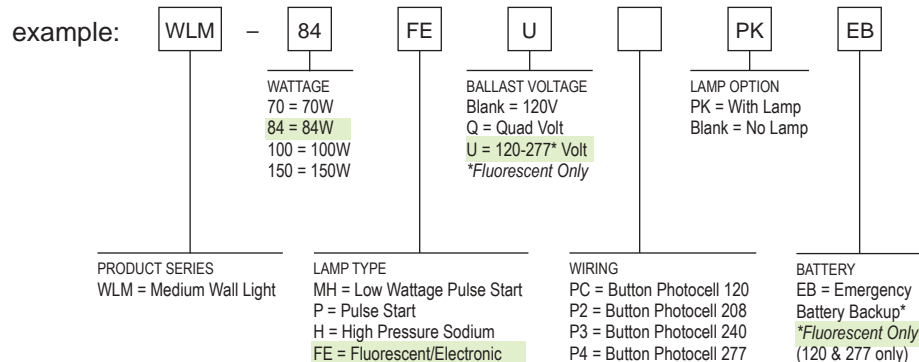 example: WLM – 84 FE U PK EB
WATTAGE
70 = 70W
84 = 84W
100 = 100W
150 = 150W
BALLAST VOLTAGE
Blank = 120V
Q = Quad Volt
U = 120-277* Volt
*Fluorescent Only
LAMP OPTION
PK = With Lamp
Blank = No Lamp
PRODUCT SERIES
WLM = Medium Wall Light
LAMP TYPE
MH = Low Wattage Pulse Start
P = Pulse Start
H = High Pressure Sodium
FE = Fluorescent/Electronic
WIRING
PC = Button Photocell 120
P2 = Button Photocell 208
P3 = Button Photocell 240
P4 = Button Photocell 277
BATTERY
EB = Emergency
Battery Backup*
*Fluorescent Only
(120 & 277 only)